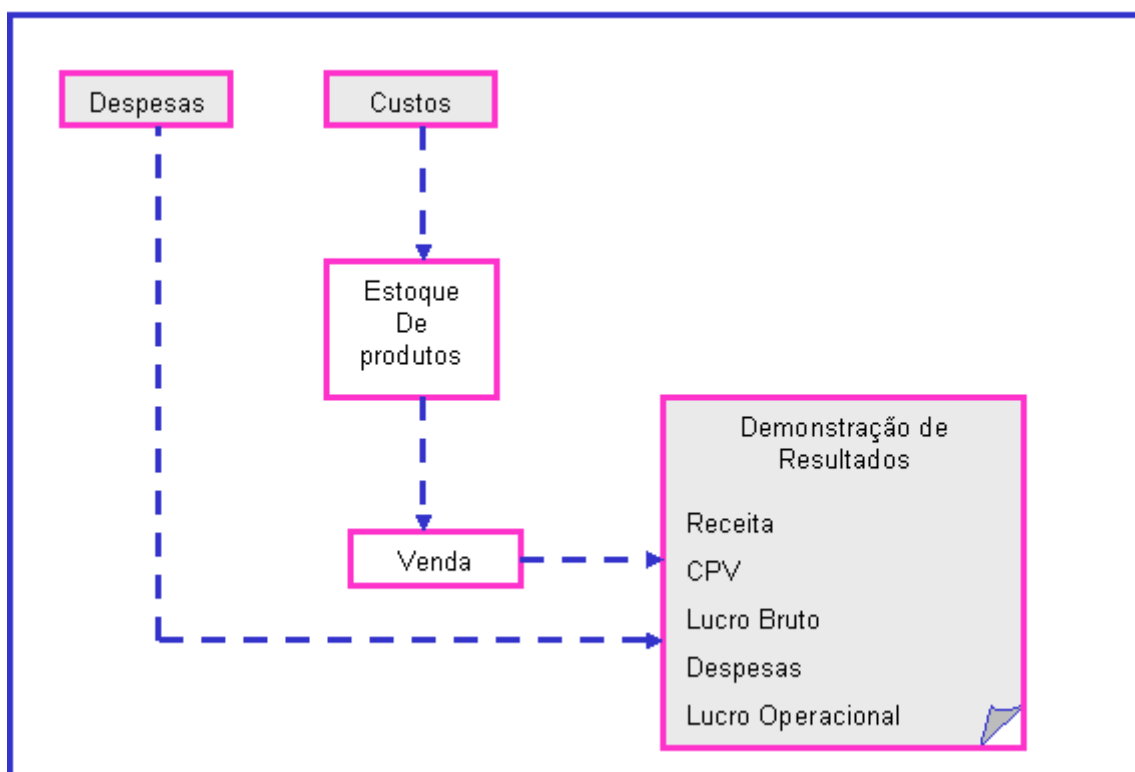 Despesas
Custos
Estoque
De
produtos
Venda
Demonstração de
Resultados
Receita
CPV
Lucro Bruto
Despesas
Lucro Operacional